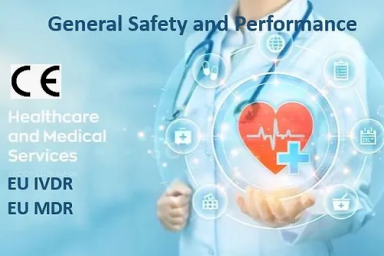 General Safety and Performance
CE
Healthcare
and Medical
Services
EU IVDR
EU MDR